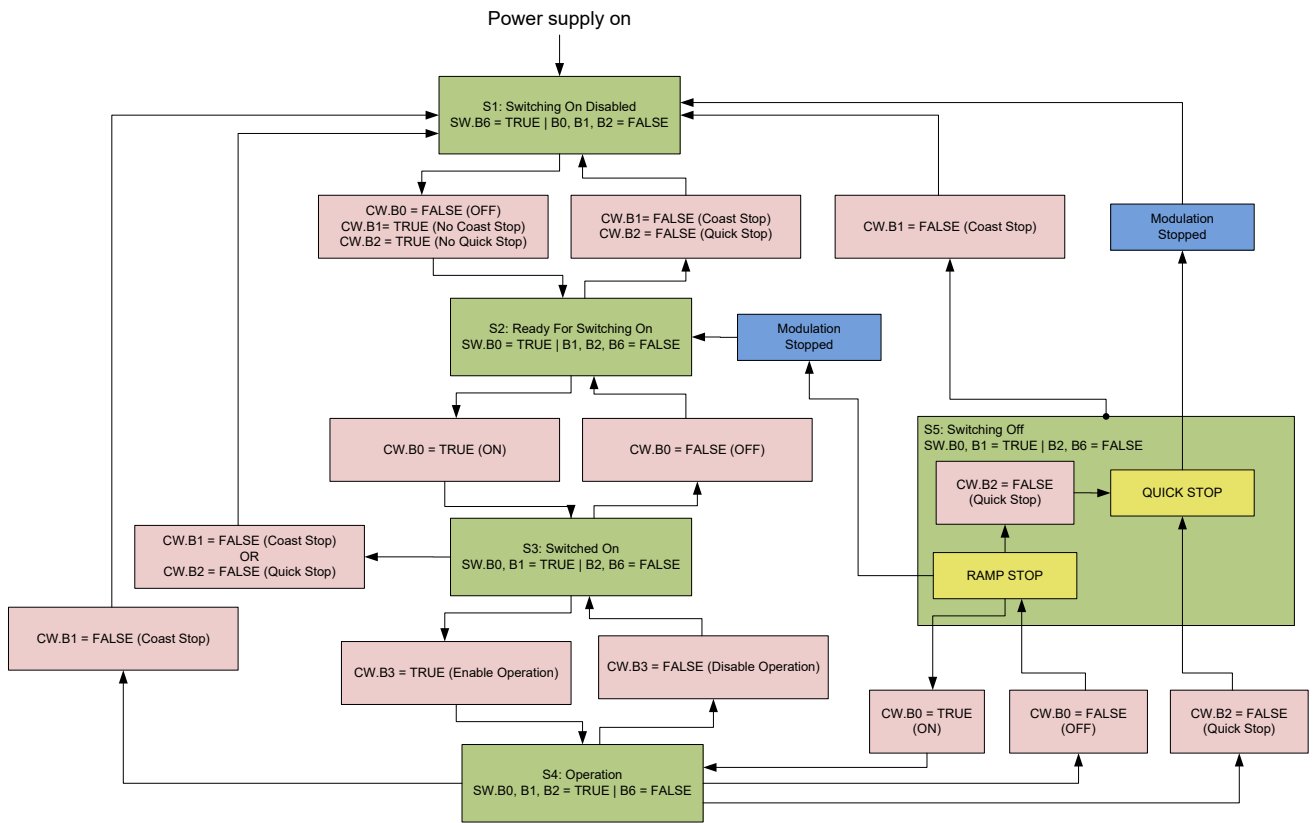 Power supply on
S1: Switching On Disabled
SW.B6 = TRUE | B0, B1, B2 = FALSE
CW.B0 = FALSE (OFF)
CW.B1= TRUE (No Coast Stop)
CW.B2 = TRUE (No Quick Stop)
CW.B1= FALSE (Coast Stop)
CW.B2 = FALSE (Quick Stop)
CW.B1 = FALSE (Coast Stop)
Modulation
Stopped
S2: Ready For Switching On
SW.B0 = TRUE | B1, B2, B6 = FALSE
Modulation
Stopped
CW.B0 = TRUE (ON)
CW.B0 = FALSE (OFF)
S5: Switching Off
SW.B0, B1 = TRUE | B2, B6 = FALSE
CW.B2 = FALSE
(Quick Stop)
QUICK STOP
CW.B1 = FALSE (Coast Stop)
OR
CW.B2 = FALSE (Quick Stop)
S3: Switched On
SW.B0, B1 = TRUE | B2, B6 = FALSE
RAMP STOP
CW.B1 = FALSE (Coast Stop)
CW.B3 = TRUE (Enable Operation)
CW.B3 = FALSE (Disable Operation)
CW.B0 = TRUE
(ON)
CW.B0 = FALSE
(OFF)
CW.B2 = FALSE
(Quick Stop)
S4: Operation
SW.B0, B1, B2 = TRUE | B6 = FALSE